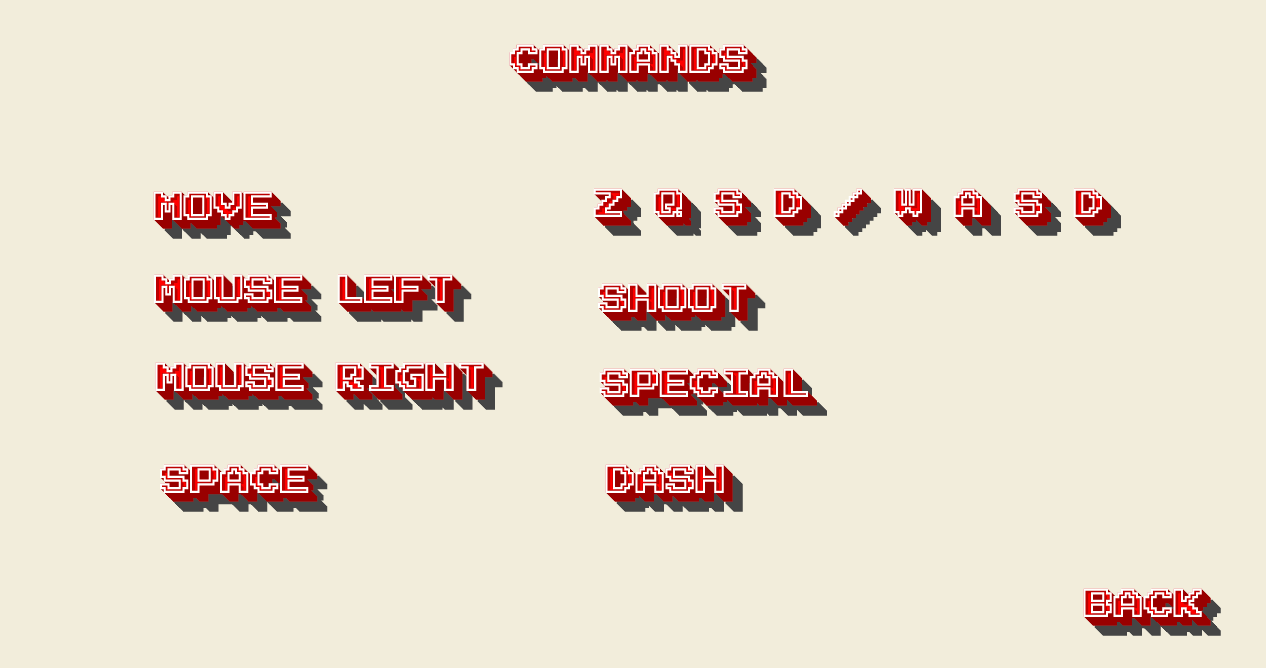 COMMANDS
MOVE Z Q S D / W A S D
MOUSE LEFT SHOOT
MOUSE RIGHT SPECIAL
SPACE DASH
BACK